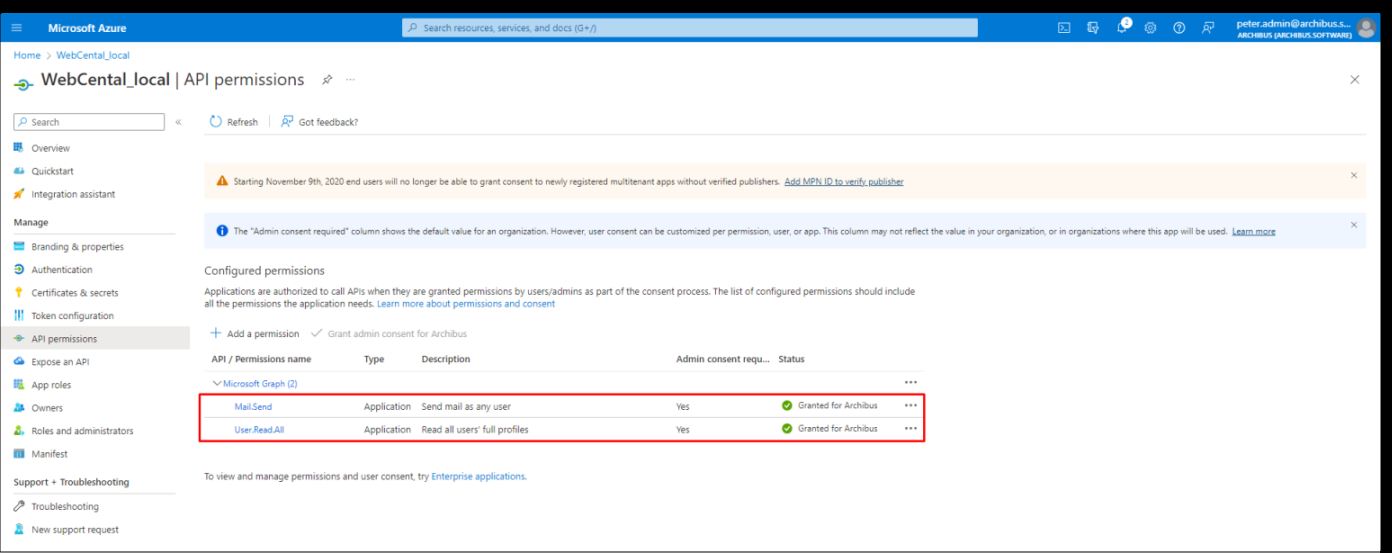 Microsoft Azure
Search resources, services, and docs (G+/)
2
peter.admin@archibus.s...
ARCHIBUS (ARCHIBUS.SOFTWARE)
Home > WebCental_local
WebCental_local | API permissions
Search
Refresh
Got feedback?
Overview
Quickstart
Integration assistant
Starting November 9th, 2020 end users will no longer be able to grant consent to newly registered multitenant apps without verified publishers. Add MPN ID to verify publisher
Manage
Branding & properties
Authentication
Certificates & secrets
Token configuration
API permissions
Expose an API
App roles
Owners
Roles and administrators
Manifest
Support + Troubleshooting
Troubleshooting
New support request
The "Admin consent required" column shows the default value for an organization. However, user consent can be customized per permission, user, or app. This column may not reflect the value in your organization, or in organizations where this app will be used. Learn more
Configured permissions
Applications are authorized to call APIs when they are granted permissions by users/admins as part of the consent process. The list of configured permissions should include
all the permissions the application needs. Learn more about permissions and consent
Add a permission Grant admin consent for Archibus
API / Permissions name Type Description Admin consent requ... Status
Microsoft Graph (2)
Mail.Send Application Send mail as any user Yes Granted for Archibus
User.Read.All Application Read all users' full profiles Yes Granted for Archibus
To view and manage permissions and user consent, try Enterprise applications.